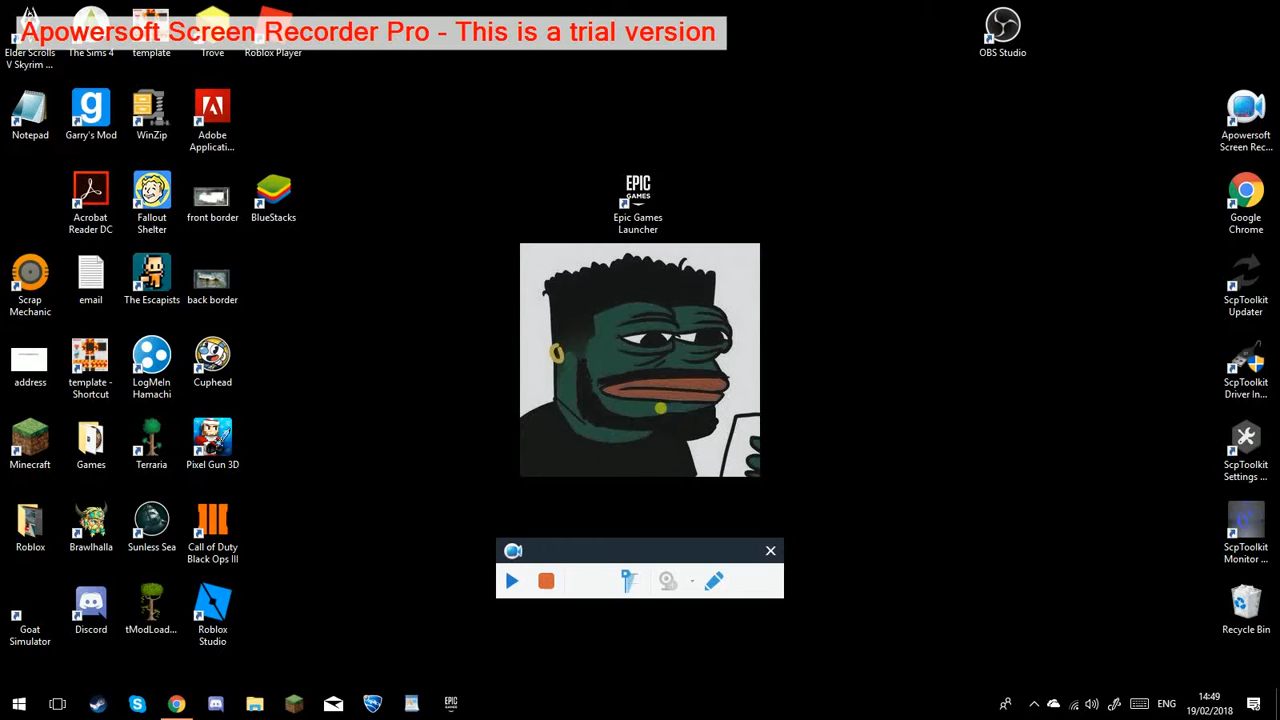 Apowersoft Screen Recorder Pro - This is a trial version
Elder Scrolls
V Skyrim ...
The Sims 4
template
Trove
Roblox Player
OBS Studio
Notepad
Garry's Mod
WinZip
Adobe
Applicati...
Apowersoft
Screen Rec...
Acrobat
Reader DC
Fallout
Shelter
front border
BlueStacks
EPIC
GAMES
Epic Games
Launcher
Google
Chrome
Scrap
Mechanic
email
The Escapists
back border
ScpToolkit
Updater
address
template -
Shortcut
LogMeIn
Hamachi
Cuphead
ScpToolkit
Driver In...
Minecraft
Games
Terraria
Pixel Gun 3D
ScpToolkit
Settings ...
Roblox
Brawlhalla
Sunless Sea
Call of Duty
Black Ops III
ScpToolkit
Monitor ...
Goat
Simulator
Discord
tModLoad...
Roblox
Studio
Recycle Bin
EPIC
ENG
14:49
19/02/2018